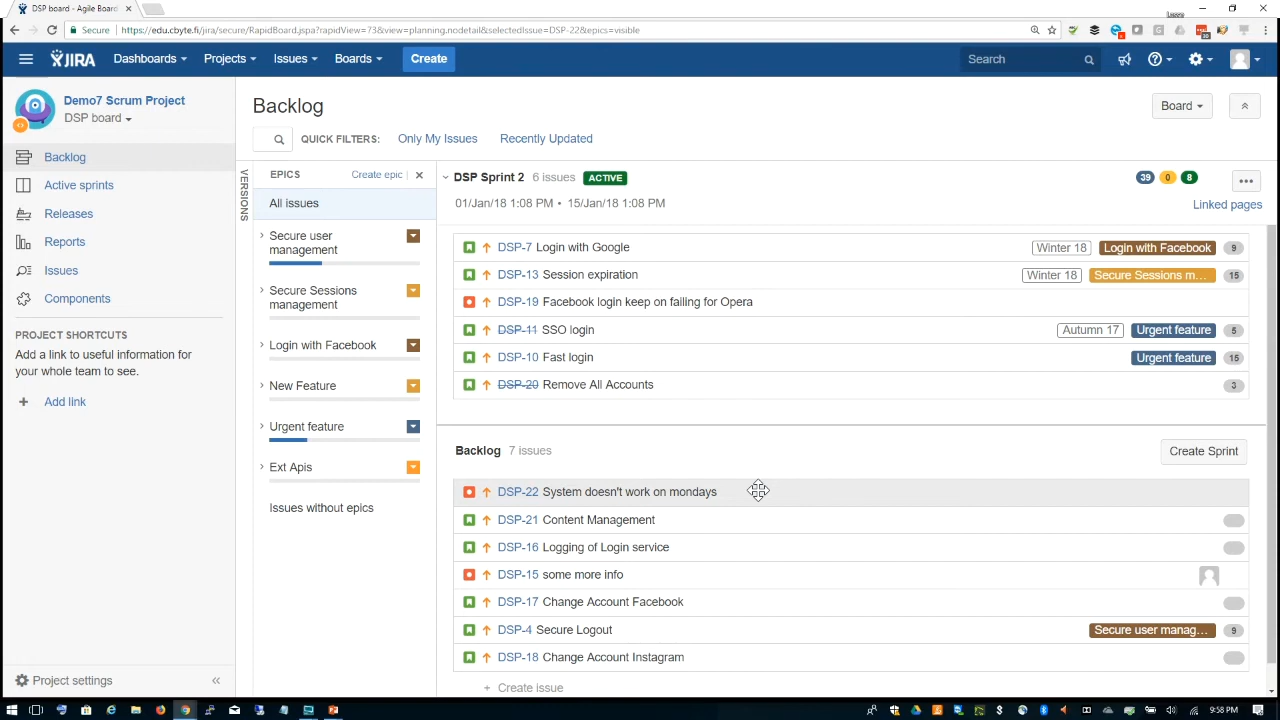 DSP board - Agile Board
Secure
https://edu.cbyte.fi/jira/secure/RapidBoard.jspa?rapidView=73&view=planning.nodetail&selectedIssue=DSP-22&epics=visible
JIRA Dashboards Projects Issues Boards Create Search
Demo7 Scrum Project
DSP board
Backlog
Active sprints
Releases
Reports
Issues
Components
PROJECT SHORTCUTS
Add a link to useful information for
your whole team to see.
+ Add link
Project settings
Backlog
Board
QUICK FILTERS: Only My Issues Recently Updated
VERSIONS
EPICS Create epic
All issues
Secure user
management
Secure Sessions
management
Login with Facebook
New Feature
Urgent feature
Ext Apis
Issues without epics
DSP Sprint 2 6 issues ACTIVE 39 0 8
01/Jan/18 1:08 PM • 15/Jan/18 1:08 PM Linked pages
DSP-7 Login with Google Winter 18 Login with Facebook 9
DSP-13 Session expiration Winter 18 Secure Sessions m... 15
DSP-19 Facebook login keep on failing for Opera
DSP-11 SSO login Autumn 17 Urgent feature 5
DSP-10 Fast login Urgent feature 15
DSP-20 Remove All Accounts 3
Backlog 7 issues Create Sprint
DSP-22 System doesn't work on mondays
DSP-21 Content Management
DSP-16 Logging of Login service
DSP-15 some more info
DSP-17 Change Account Facebook
DSP-4 Secure Logout Secure user manag... 9
DSP-18 Change Account Instagram
+ Create issue
9:58 PM